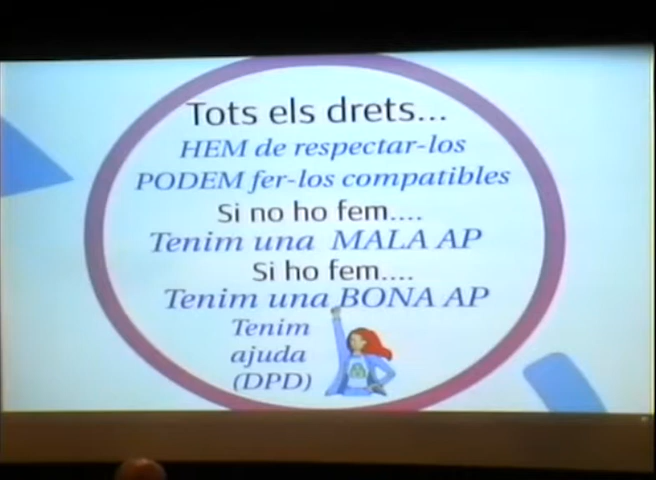 Tots els drets...
HEM de respectar-los
PODEM fer-los compatibles
Si no ho fem....
Tenim una MALA AP
Si ho fem....
Tenim una BONA AP
Tenim
ajuda
(DPD)